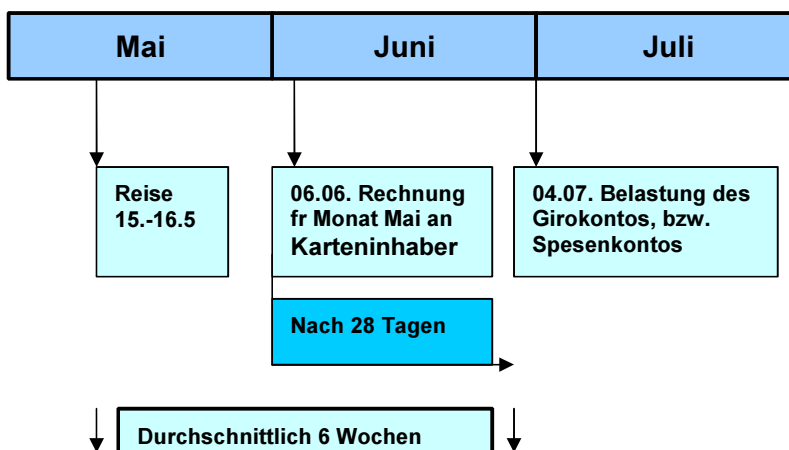 Mai
Juni
Juli
Reise
15.-16.5
06.06. Rechnung
fr Monat Mai an
Karteninhaber
04.07. Belastung des
Girokontos, bzw.
Spesenkontos
Nach 28 Tagen
Durchschnittlich 6 Wochen